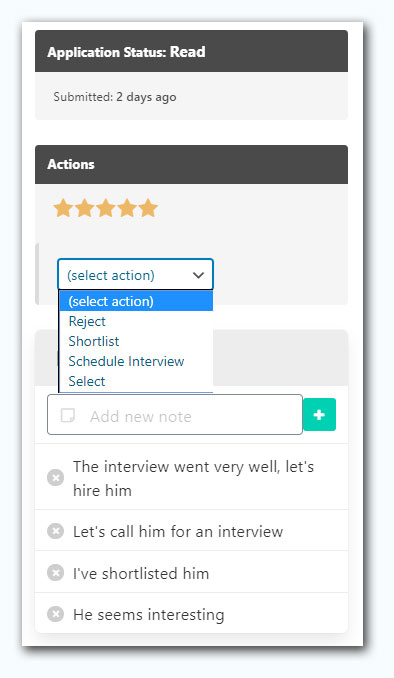 Application Status: Read
Submitted: 2 days ago
Actions
(select action)
(select action)
Reject
Shortlist
Schedule Interview
Select
Add new note
The interview went very well, let's
hire him
Let's call him for an interview
I've shortlisted him
He seems interesting